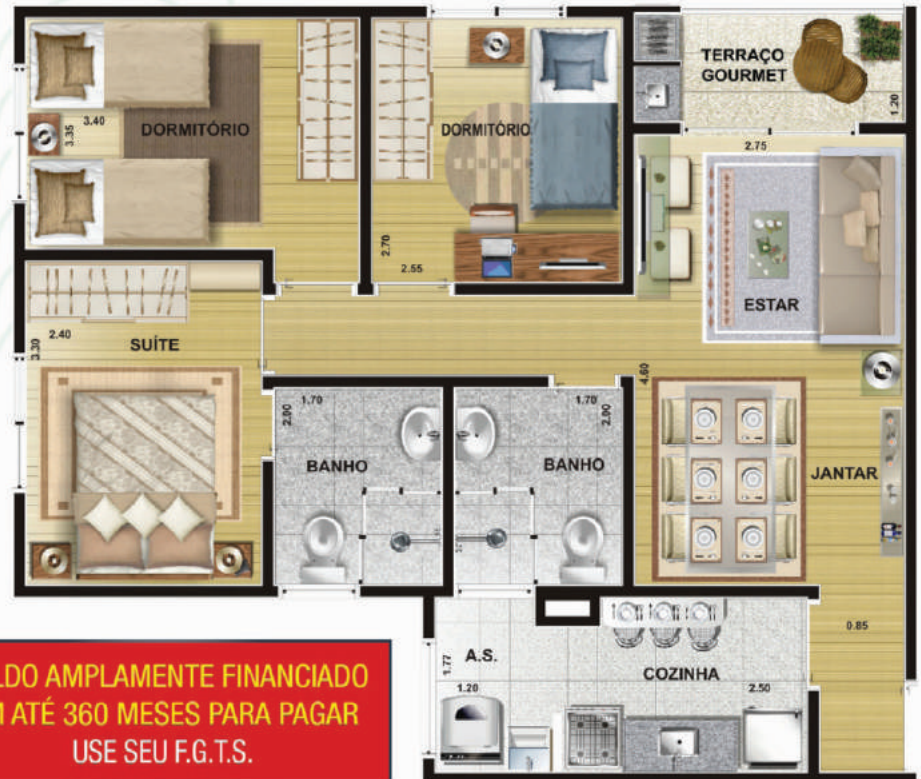 TERRAÇO
GOURMET
1.20
3.40
3.35
DORMITÓRIO
DORMITÓRIO
2.75
2.70
2.55
ESTAR
2.40
3.30
SUÍTE
4.60
1.70
2.00
BANHO
1.70
2.00
BANHO
JANTAR
0.85
A.S.
1.77
1.20
COZINHA
2.50
LDO AMPLAMENTE FINANCIADO
ATÉ 360 MESES PARA PAGAR
USE SEU F.G.T.S.